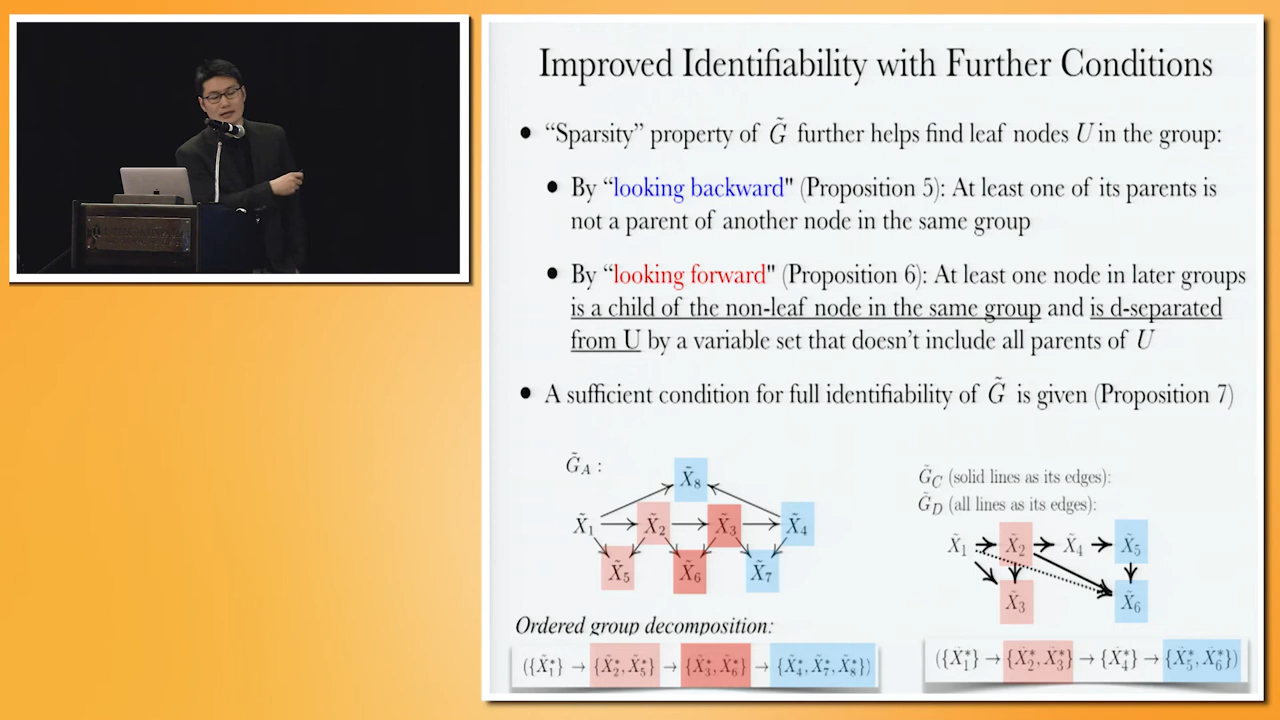 Improved Identifiability with Further Conditions
• “Sparsity” property of G̃ further helps find leaf nodes U in the group:
• By “looking backward" (Proposition 5): At least one of its parents is
not a parent of another node in the same group
• By “looking forward" (Proposition 6): At least one node in later groups
is a child of the non-leaf node in the same group and is d-separated
from U by a variable set that doesn’t include all parents of U
• A sufficient condition for full identifiability of G̃ is given (Proposition 7)
G̃_A :
X̃_8
X̃_1 X̃_2 X̃_3 X̃_4
X̃_5 X̃_6 X̃_7
Ordered group decomposition:
({X̃*_1} → {X̃*_2, X̃*_5} → {X̃*_3, X̃*_6} → {X̃*_4, X̃*_7, X̃*_8})
G̃_C (solid lines as its edges):
G̃_D (all lines as its edges):
X̃_1 X̃_2 X̃_4 X̃_5
X̃_3 X̃_6
({X̃*_1} → {X̃*_2, X̃*_3} → {X̃*_4} → {X̃*_5, X̃*_6})